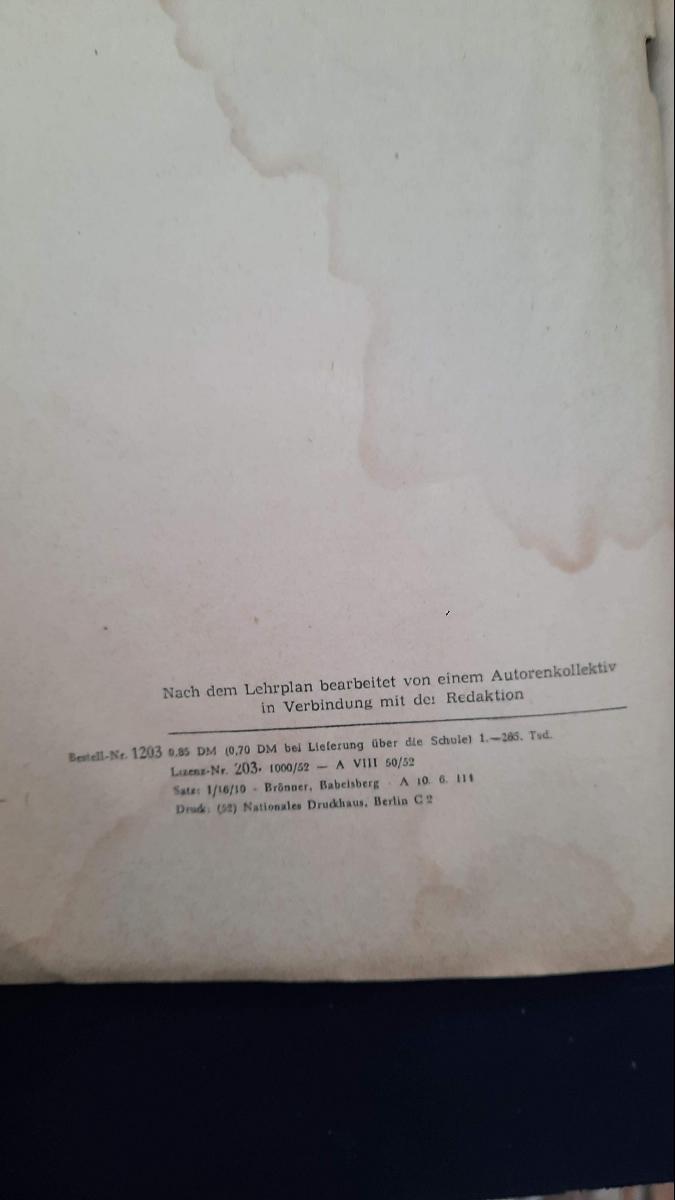 Nach dem Lehrplan bearbeitet von einem Autorenkollektiv
in Verbindung mit der Redaktion
Bestell-Nr. 1203 0,85 DM (0,70 DM bei Lieferung über die Schule) 1.—285. Tsd.
Lizenz-Nr. 203. 1000/52 — A VIII 50/52
Satz: 1/16/10 - Brönner, Babelsberg · A 10. 6. 111
Druck: (52) Nationales Druckhaus, Berlin C 2